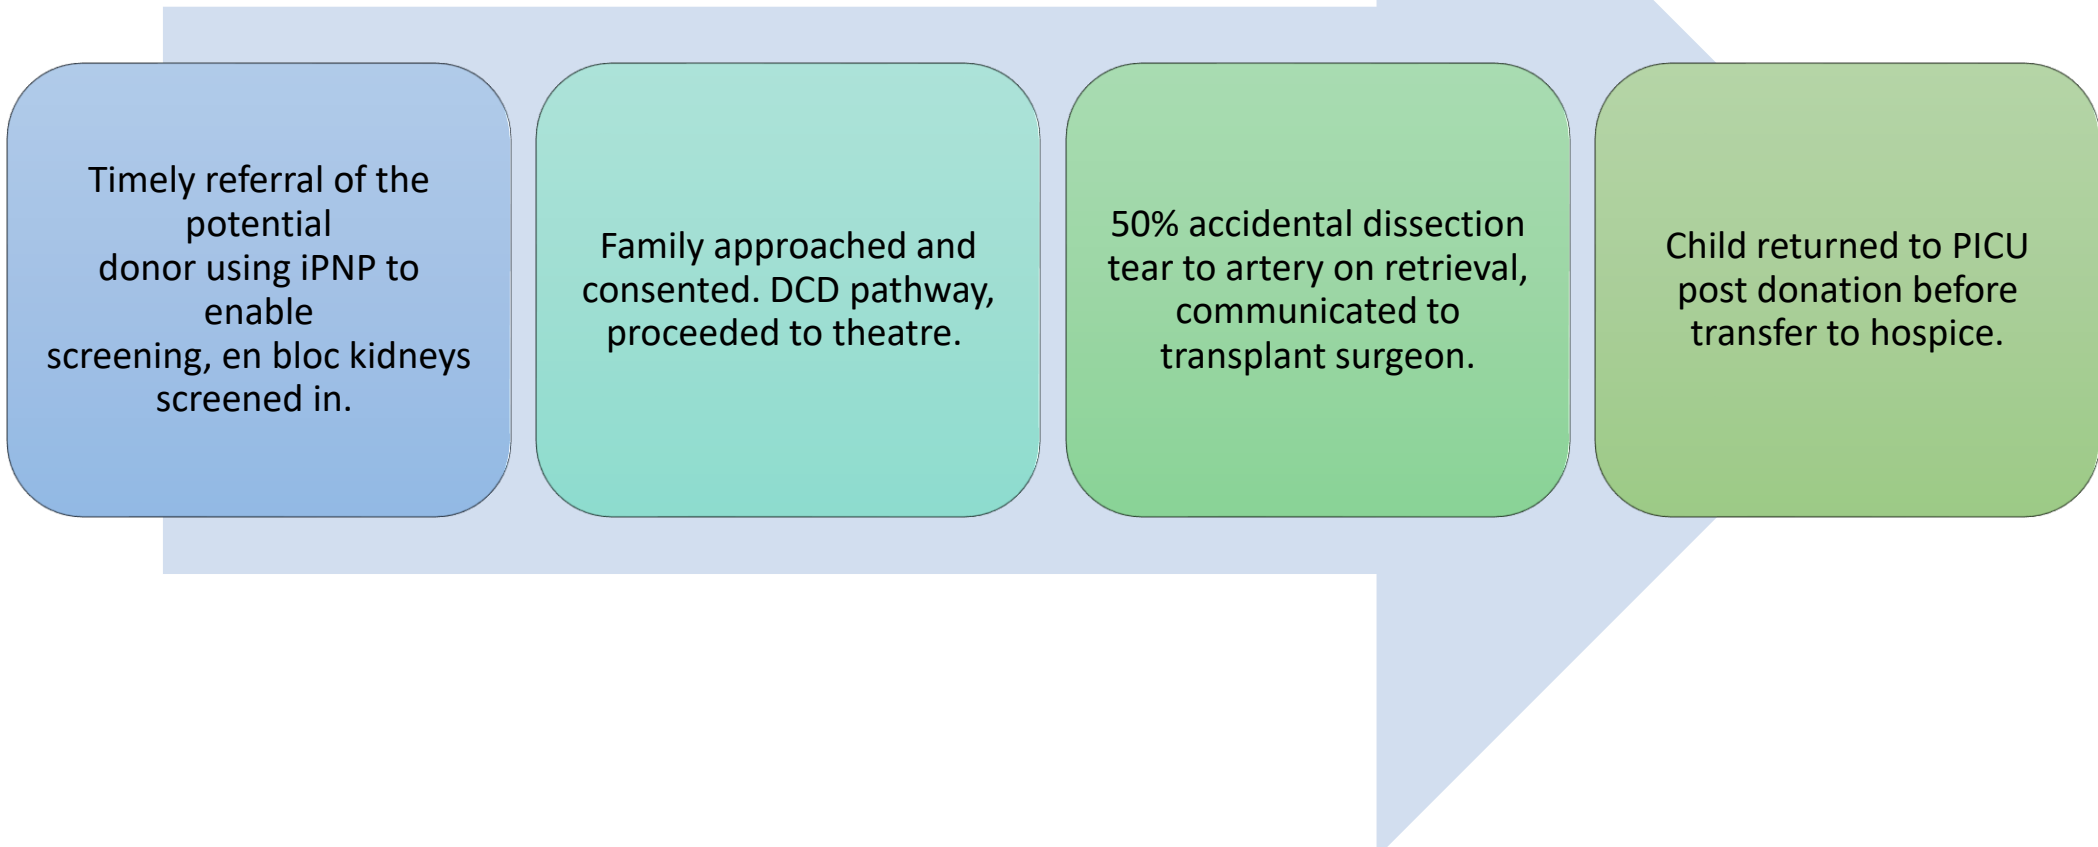 Timely referral of the
potential
donor using iPNP to
enable
screening, en bloc kidneys
screened in.
Family approached and
consented. DCD pathway,
proceeded to theatre.
50% accidental dissection
tear to artery on retrieval,
communicated to
transplant surgeon.
Child returned to PICU
post donation before
transfer to hospice.